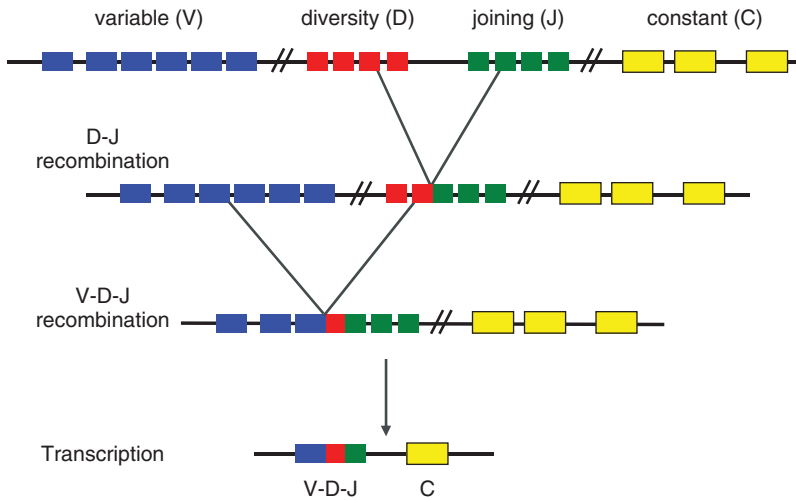 variable (V)
diversity (D)
joining (J)
constant (C)
D-J
recombination
V-D-J
recombination
Transcription
V-D-J
C